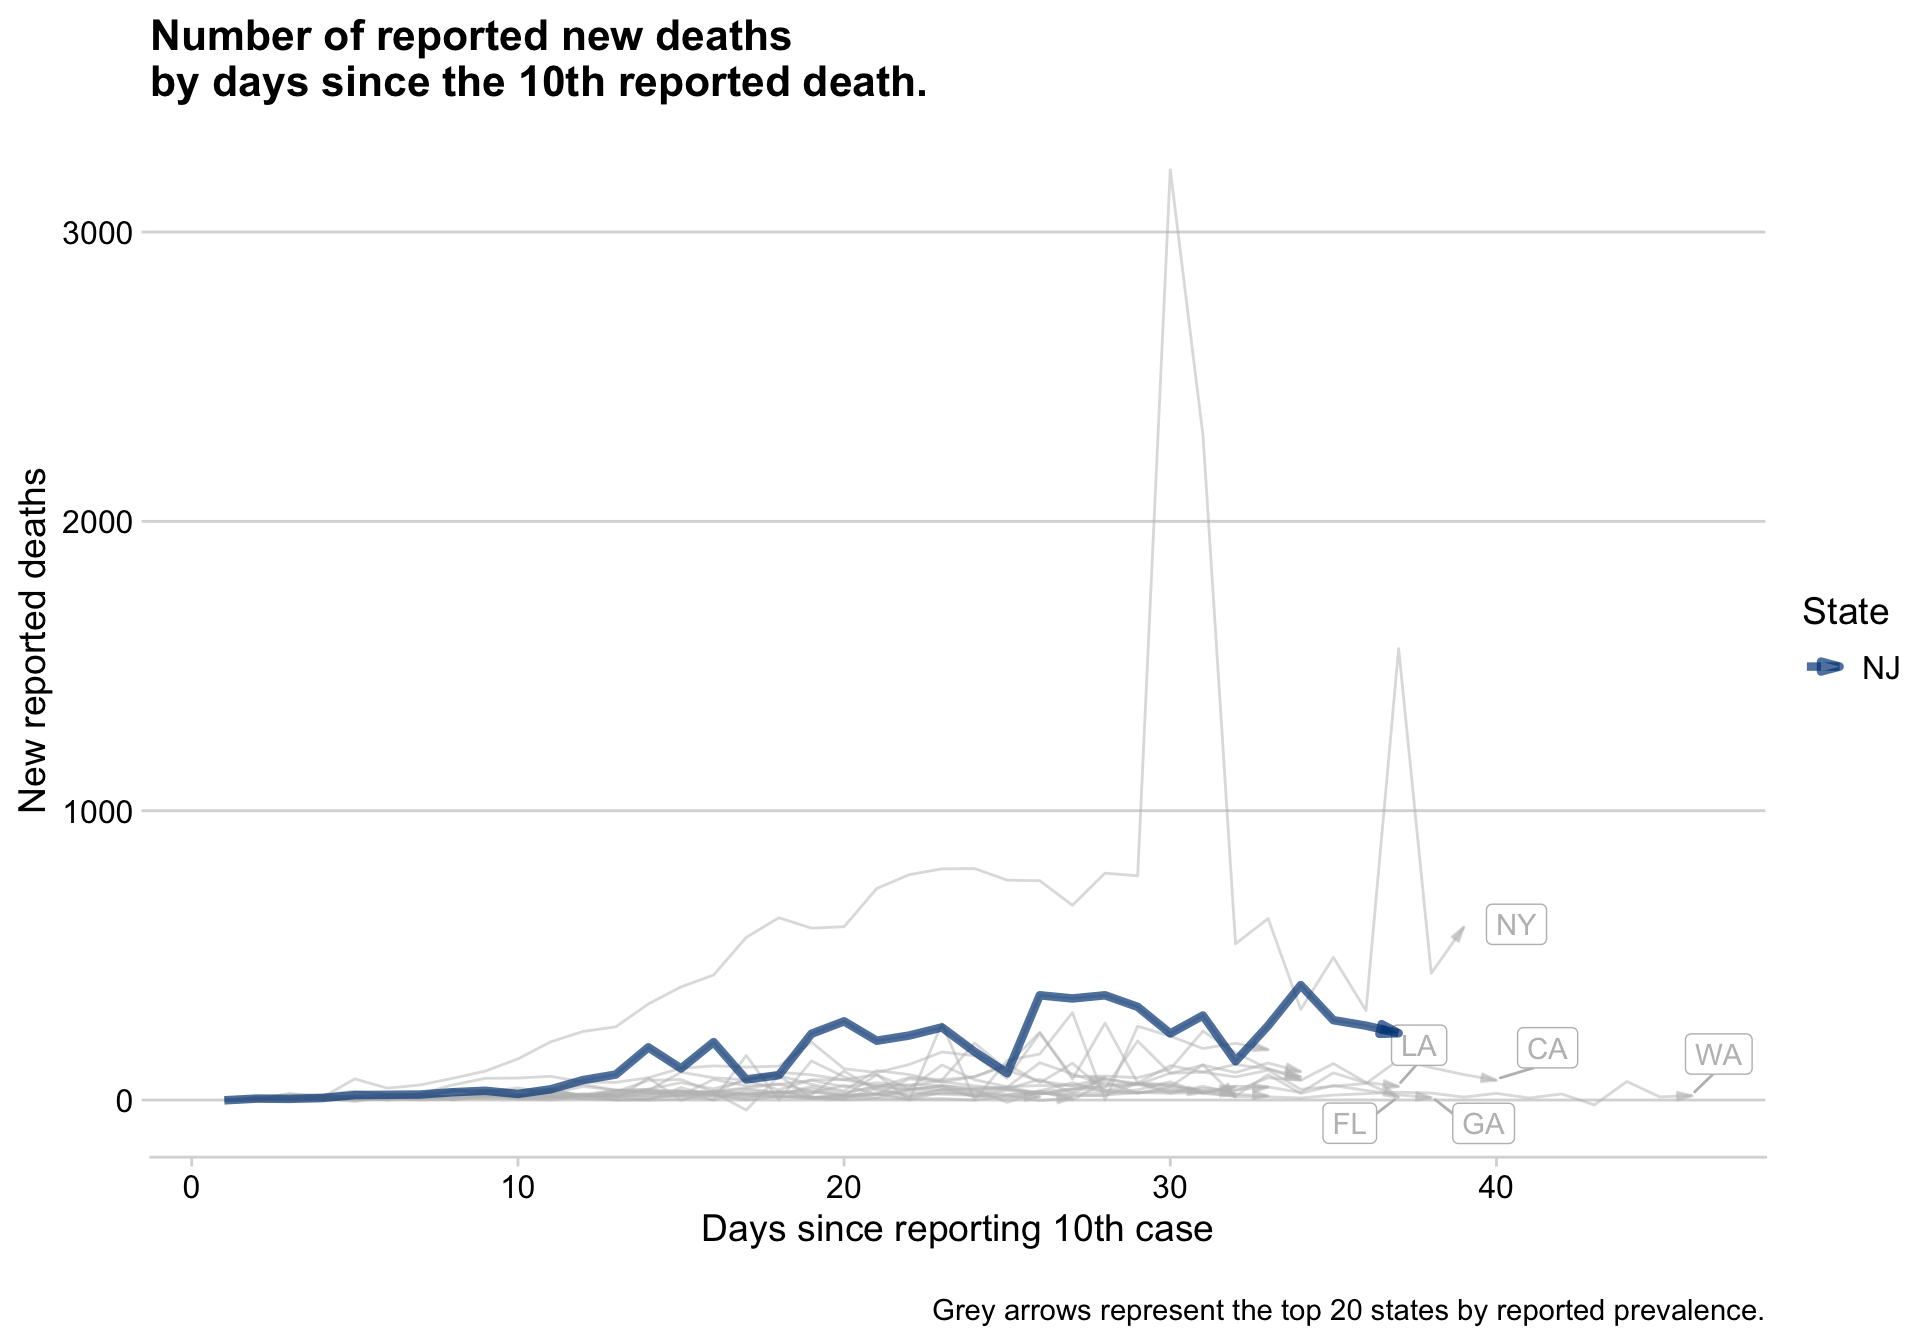 Number of reported new deaths
by days since the 10th reported death.
New reported deaths
3000
2000
1000
0
NY
LA
CA
WA
FL
GA
State
NJ
0
10
20
30
40
Days since reporting 10th case
Grey arrows represent the top 20 states by reported prevalence.